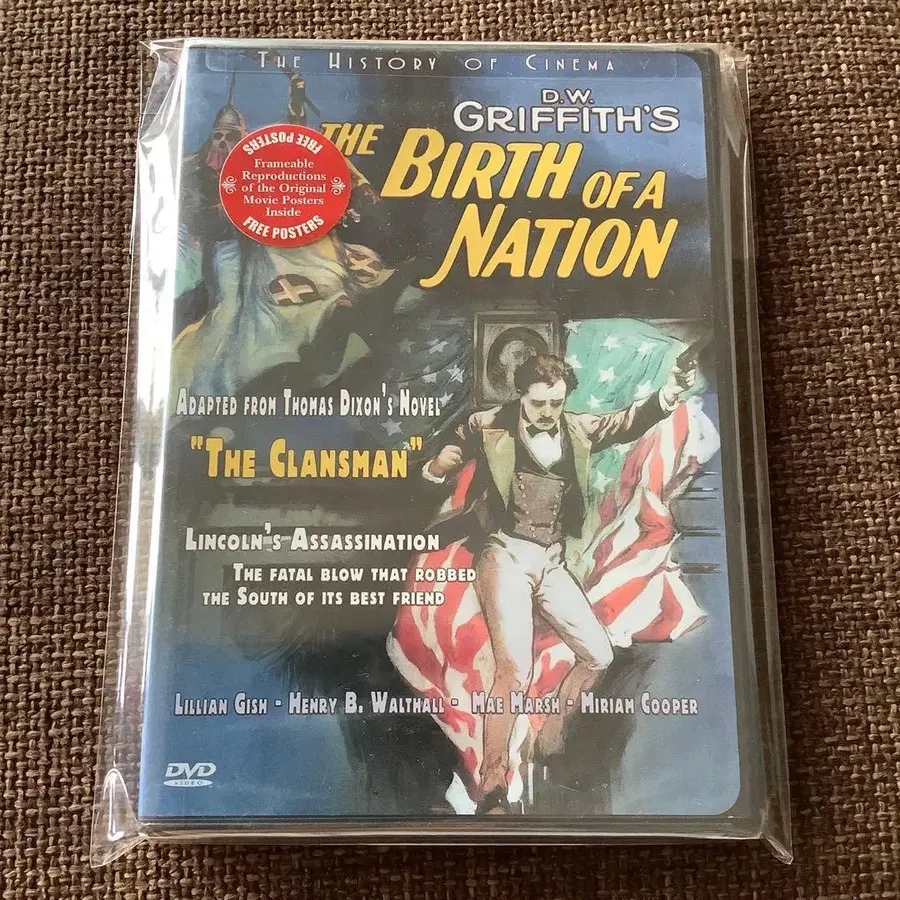 THE HISTORY OF CINEMA
D.W.
GRIFFITH'S
THE BIRTH OF A
NATION
FREE POSTERS
Frameable
Reproductions
of the Original
Movie Posters
Inside
FREE POSTERS
ADAPTED FROM THOMAS DIXON'S NOVEL
"THE CLANSMAN"
LINCOLN'S ASSASSINATION
THE FATAL BLOW THAT ROBBED
THE SOUTH OF ITS BEST FRIEND
LILLIAN GISH - HENRY B. WALTHALL - MAE MARSH - MIRIAM COOPER
DVD
VIDEO